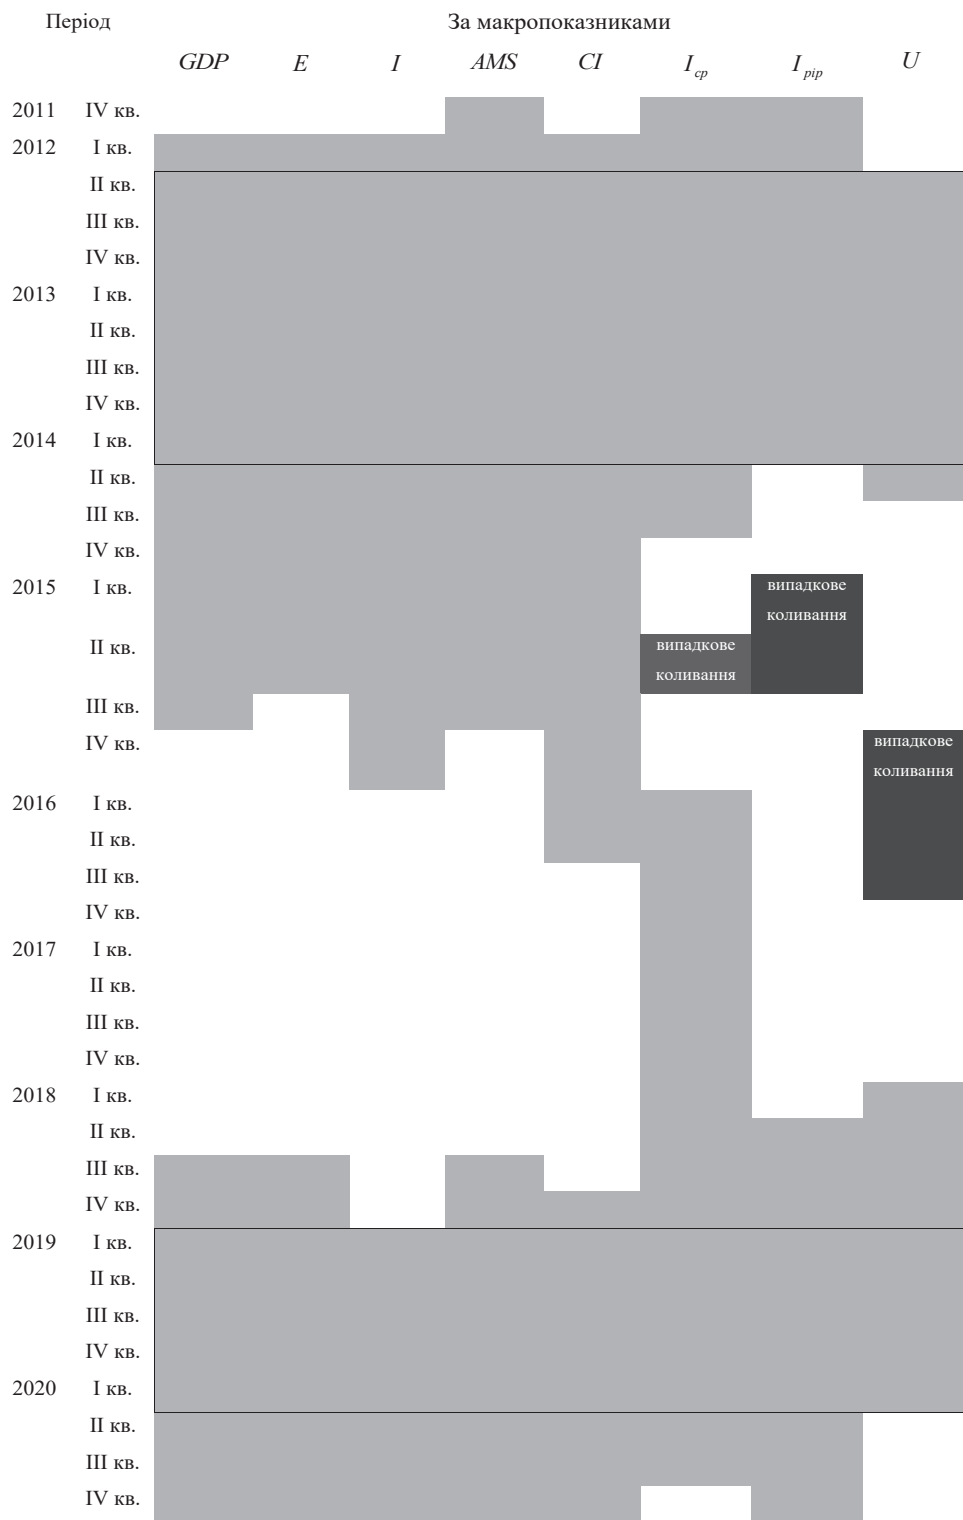 Період За макропоказниками
GDP E I AMS CI I_cp I_pip U
2011 IV кв.
2012 I кв.
II кв.
III кв.
IV кв.
2013 I кв.
II кв.
III кв.
IV кв.
2014 I кв.
II кв.
III кв.
IV кв.
2015 I кв. випадкове
коливання
II кв. випадкове
коливання
III кв.
IV кв. випадкове
коливання
2016 I кв.
II кв.
III кв.
IV кв.
2017 I кв.
II кв.
III кв.
IV кв.
2018 I кв.
II кв.
III кв.
IV кв.
2019 I кв.
II кв.
III кв.
IV кв.
2020 I кв.
II кв.
III кв.
IV кв.